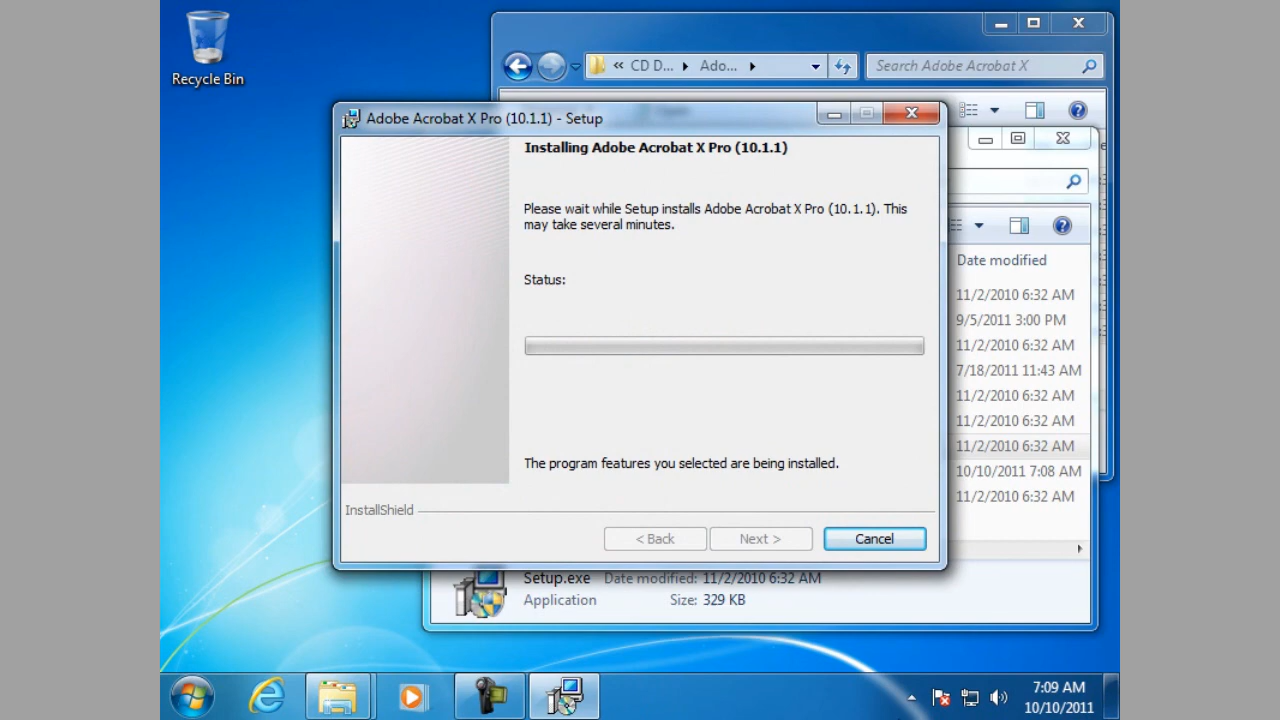 Recycle Bin
« CD D... ▸ Ado... ▸
Search Adobe Acrobat X
Adobe Acrobat X Pro (10.1.1) - Setup
Installing Adobe Acrobat X Pro (10.1.1)
Please wait while Setup installs Adobe Acrobat X Pro (10.1.1). This
may take several minutes.
Status:
The program features you selected are being installed.
InstallShield
< Back
Next >
Cancel
Date modified
11/2/2010 6:32 AM
9/5/2011 3:00 PM
11/2/2010 6:32 AM
7/18/2011 11:43 AM
11/2/2010 6:32 AM
11/2/2010 6:32 AM
11/2/2010 6:32 AM
10/10/2011 7:08 AM
11/2/2010 6:32 AM
Setup.exe Date modified: 11/2/2010 6:32 AM
Application Size: 329 KB
7:09 AM
10/10/2011